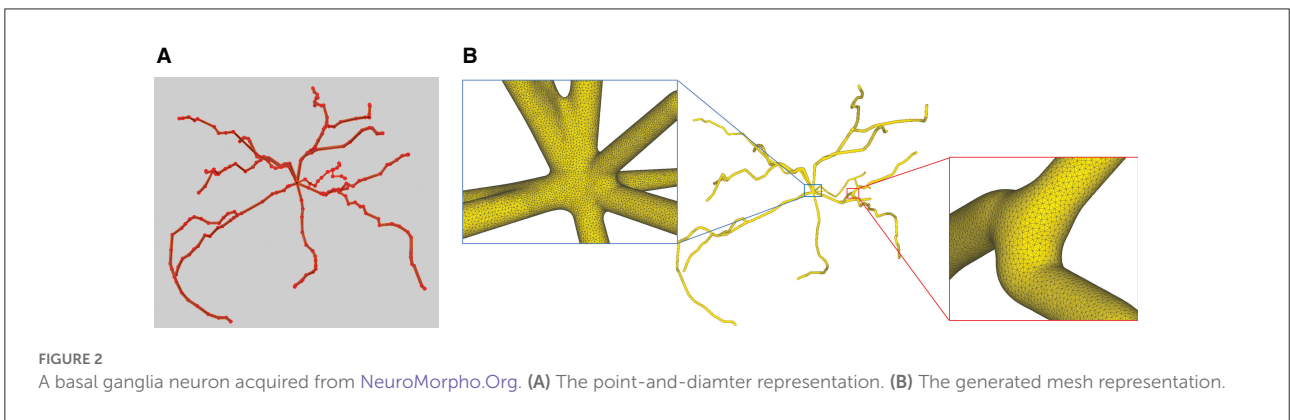 A
B
FIGURE 2
A basal ganglia neuron acquired from NeuroMorpho.Org. (A) The point-and-diamter representation. (B) The generated mesh representation.